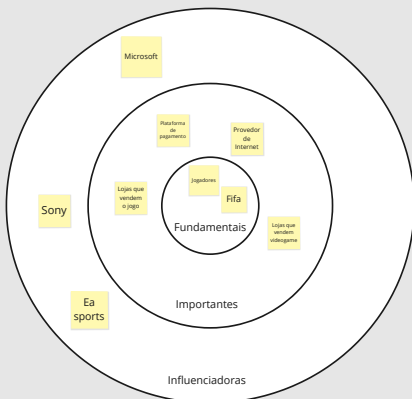 Microsoft
Plataforma
de
pagamento
Provedor
de
Internet
Jogadores
Lojas que
vendem
o jogo
Fifa
Sony
Fundamentais
Lojas que
vendem
videogame
Ea
sports
Importantes
Influenciadoras